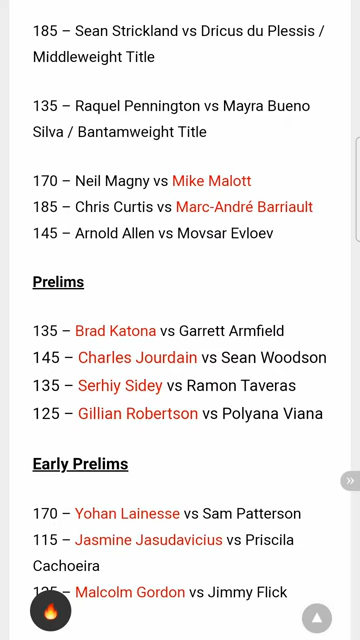 185 – Sean Strickland vs Dricus du Plessis /
Middleweight Title
135 – Raquel Pennington vs Mayra Bueno
Silva / Bantamweight Title
170 – Neil Magny vs Mike Malott
185 – Chris Curtis vs Marc-André Barriault
145 – Arnold Allen vs Movsar Evloev
Prelims
135 – Brad Katona vs Garrett Armfield
145 – Charles Jourdain vs Sean Woodson
135 – Serhiy Sidey vs Ramon Taveras
125 – Gillian Robertson vs Polyana Viana
Early Prelims
170 – Yohan Lainesse vs Sam Patterson
115 – Jasmine Jasudavicius vs Priscila
Cachoeira
– Malcolm Gordon vs Jimmy Flick